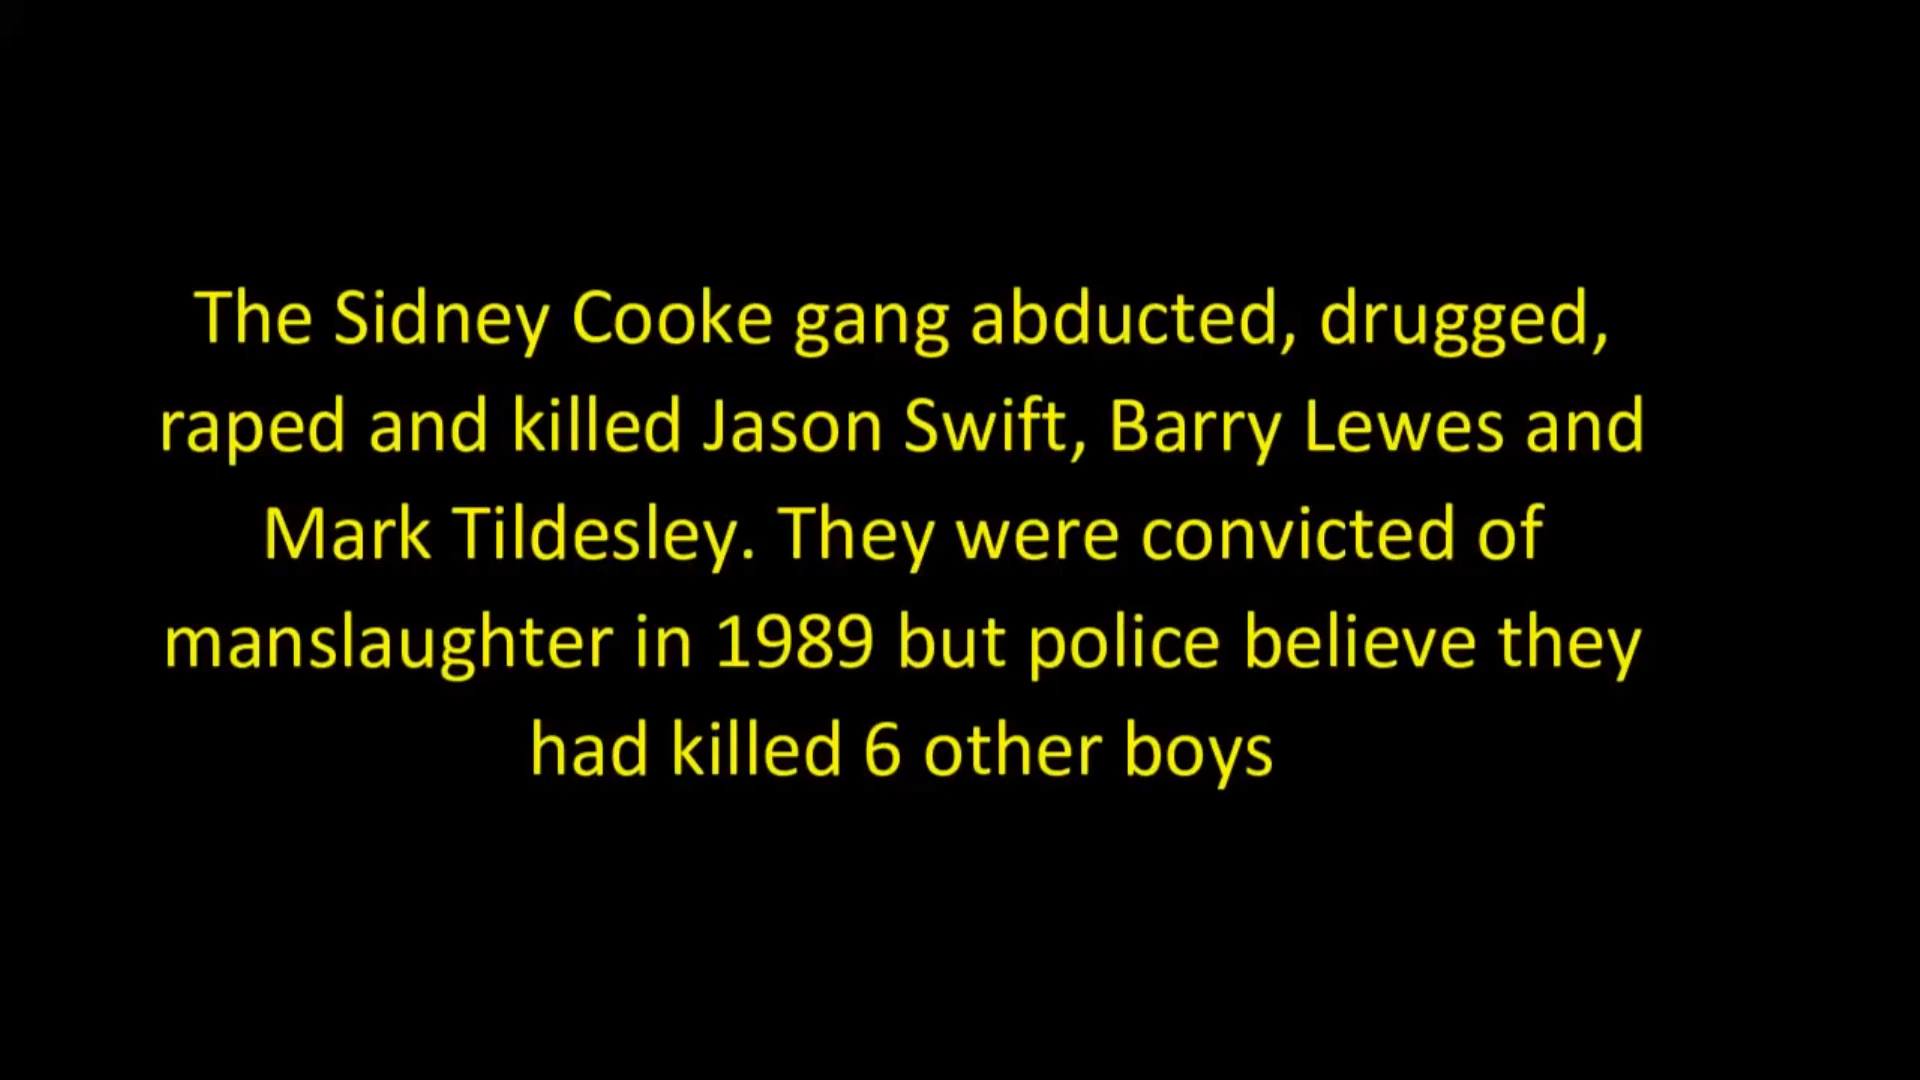 The Sidney Cooke gang abducted, drugged,
raped and killed Jason Swift, Barry Lewes and
Mark Tildesley. They were convicted of
manslaughter in 1989 but police believe they
had killed 6 other boys